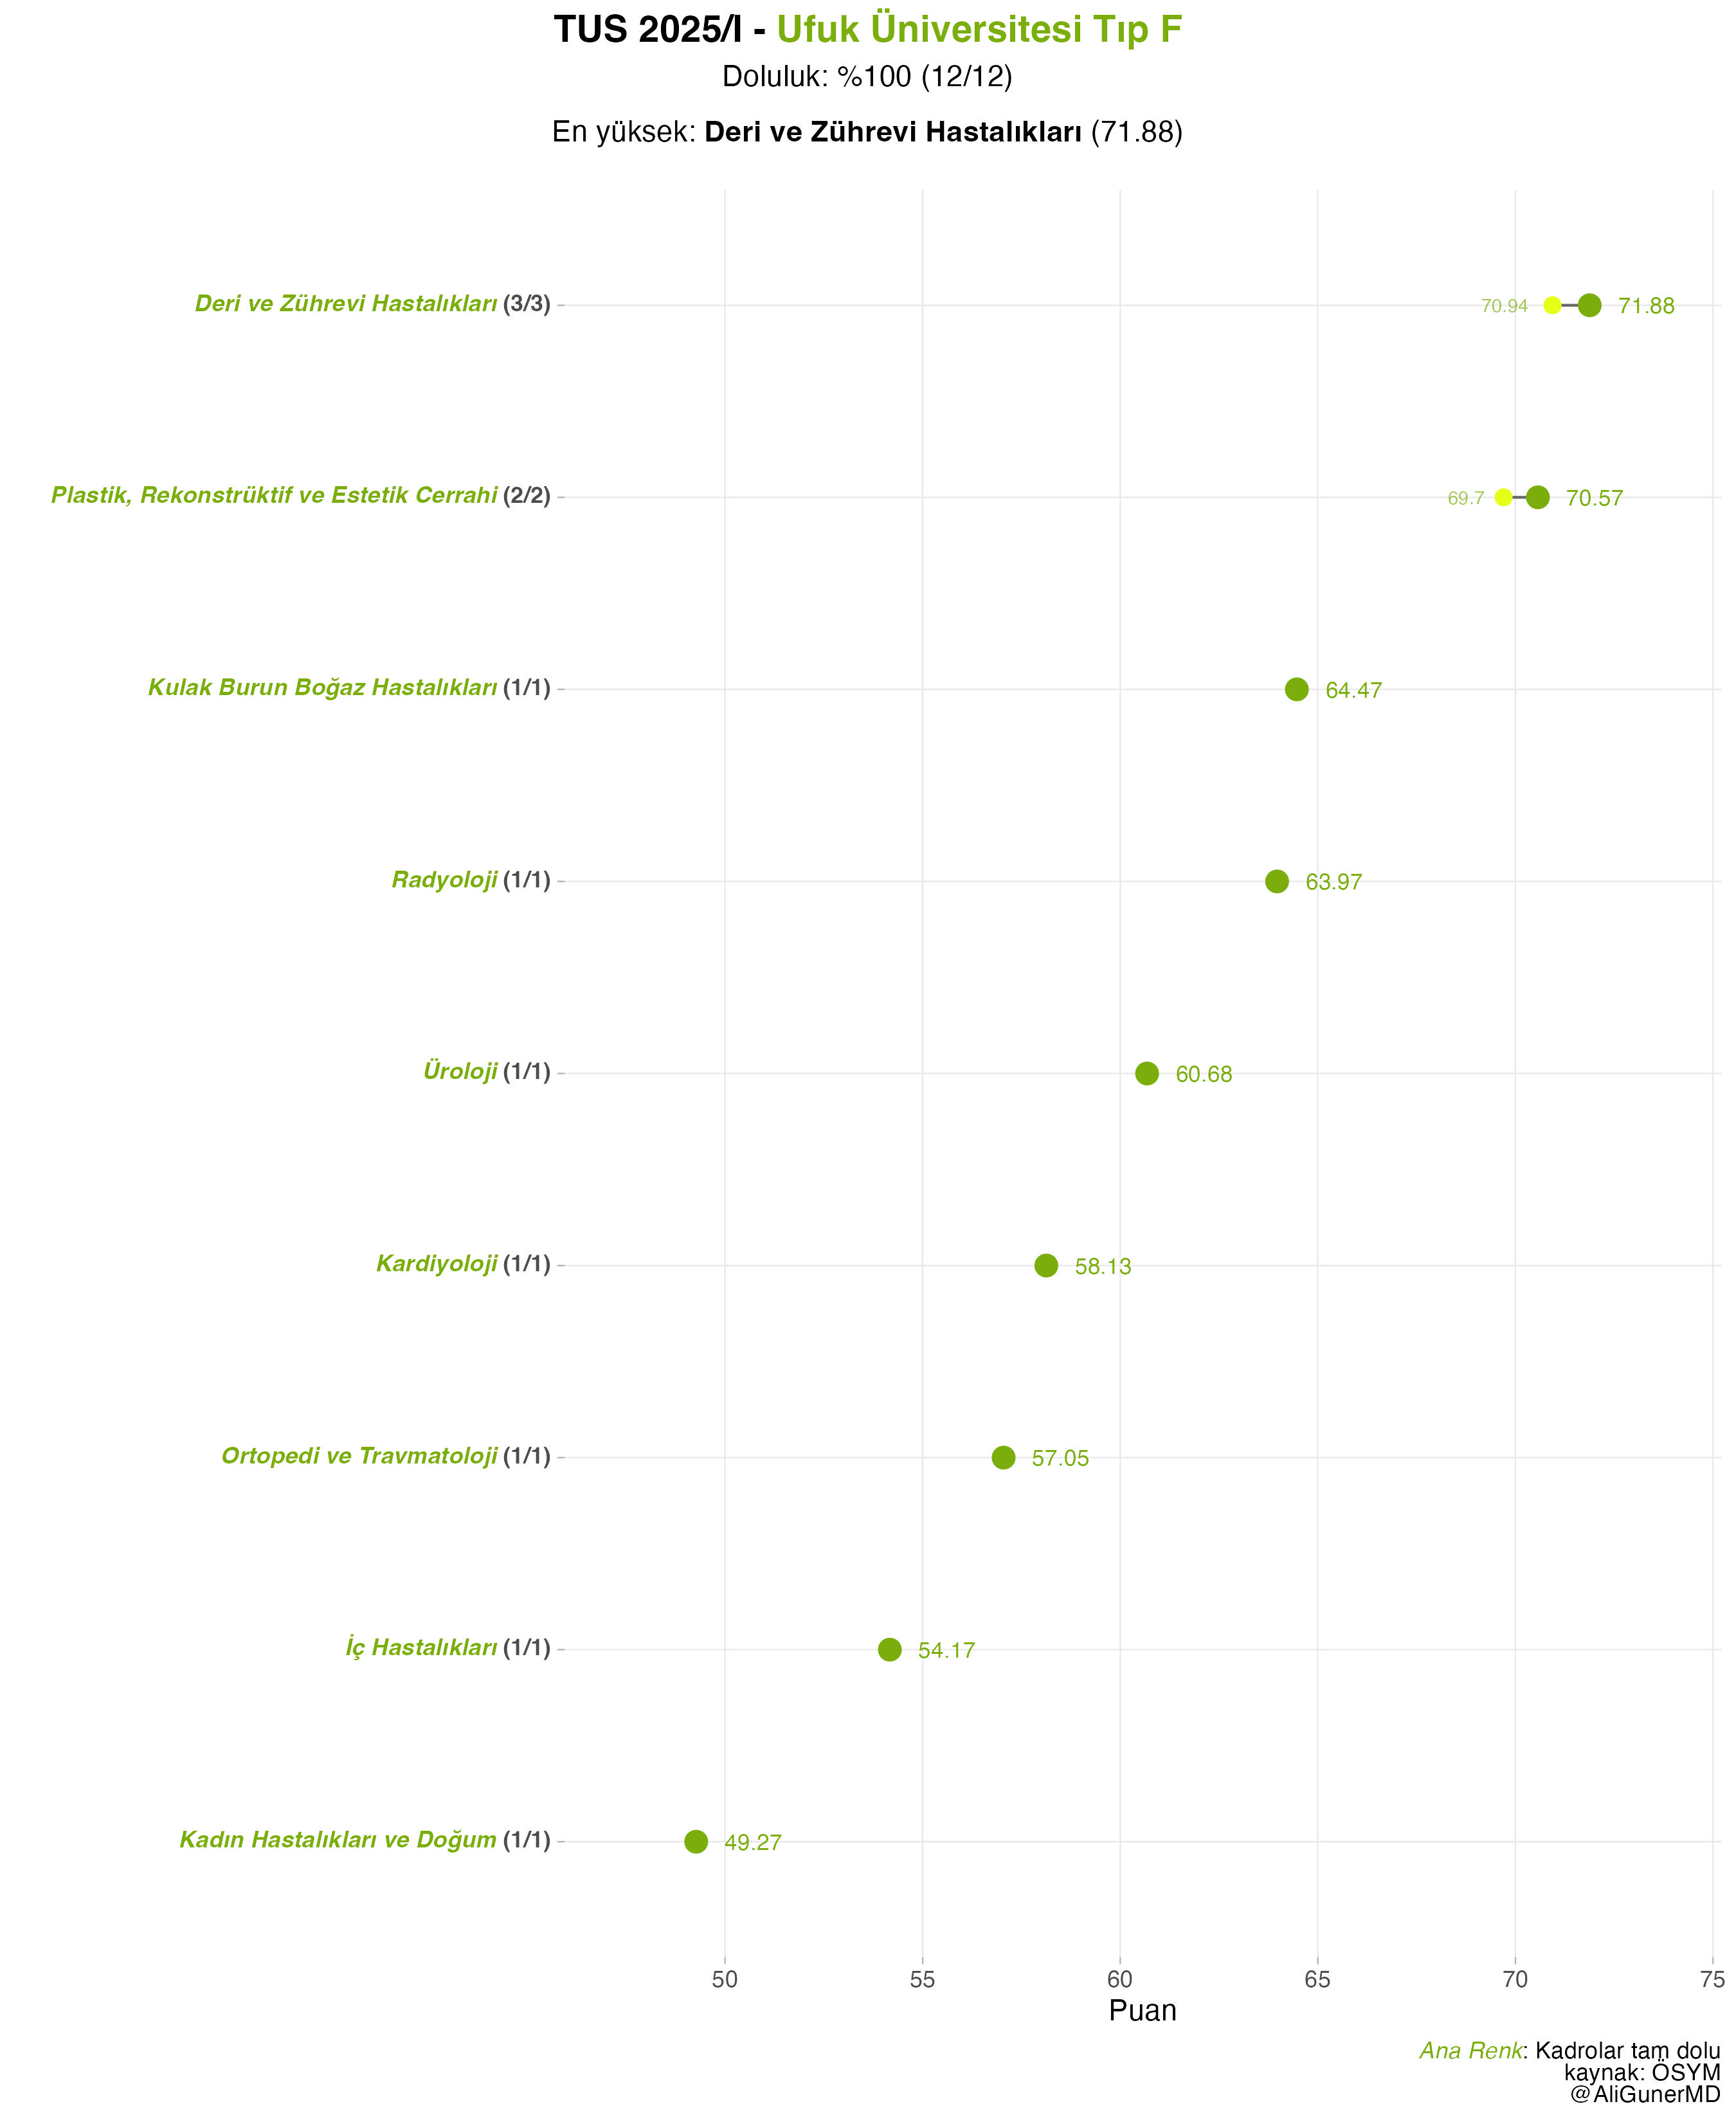 TUS 2025/I - Ufuk Üniversitesi Tıp F
Doluluk: %100 (12/12)
En yüksek: Deri ve Zührevi Hastalıkları (71.88)
Deri ve Zührevi Hastalıkları (3/3) 70.94 71.88
Plastik, Rekonstrüktif ve Estetik Cerrahi (2/2) 69.7 70.57
Kulak Burun Boğaz Hastalıkları (1/1) 64.47
Radyoloji (1/1) 63.97
Üroloji (1/1) 60.68
Kardiyoloji (1/1) 58.13
Ortopedi ve Travmatoloji (1/1) 57.05
İç Hastalıkları (1/1) 54.17
Kadın Hastalıkları ve Doğum (1/1) 49.27
50 55 60 65 70 75
Puan
Ana Renk: Kadrolar tam dolu
kaynak: ÖSYM
@AliGunerMD